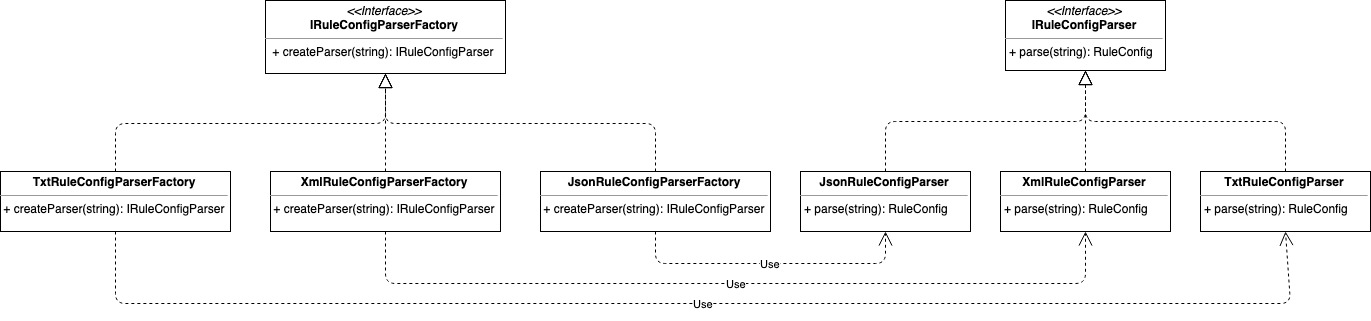 <<Interface>>
IRuleConfigParserFactory
+ createParser(string): IRuleConfigParser
<<Interface>>
IRuleConfigParser
+ parse(string): RuleConfig
TxtRuleConfigParserFactory
+ createParser(string): IRuleConfigParser
XmlRuleConfigParserFactory
+ createParser(string): IRuleConfigParser
JsonRuleConfigParserFactory
+ createParser(string): IRuleConfigParser
JsonRuleConfigParser
+ parse(string): RuleConfig
XmlRuleConfigParser
+ parse(string): RuleConfig
TxtRuleConfigParser
+ parse(string): RuleConfig
Use
Use
Use